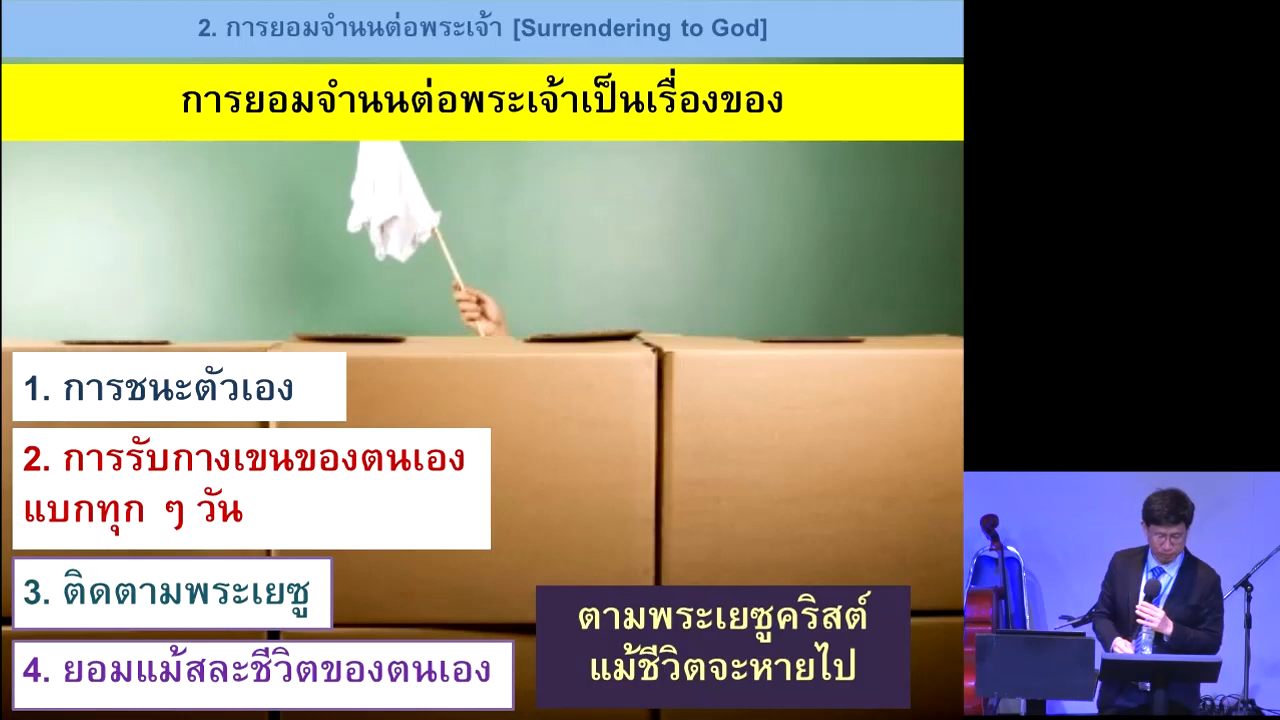 2. การยอมจำนนต่อพระเจ้า [Surrendering to God]
การยอมจำนนต่อพระเจ้าเป็นเรื่องของ
1. การชนะตัวเอง
2. การรับกางเขนของตนเอง
แบกทุก ๆ วัน
3. ติดตามพระเยซู
4. ยอมแม้สละชีวิตของตนเอง
ตามพระเยซูคริสต์
แม้ชีวิตจะหายไป